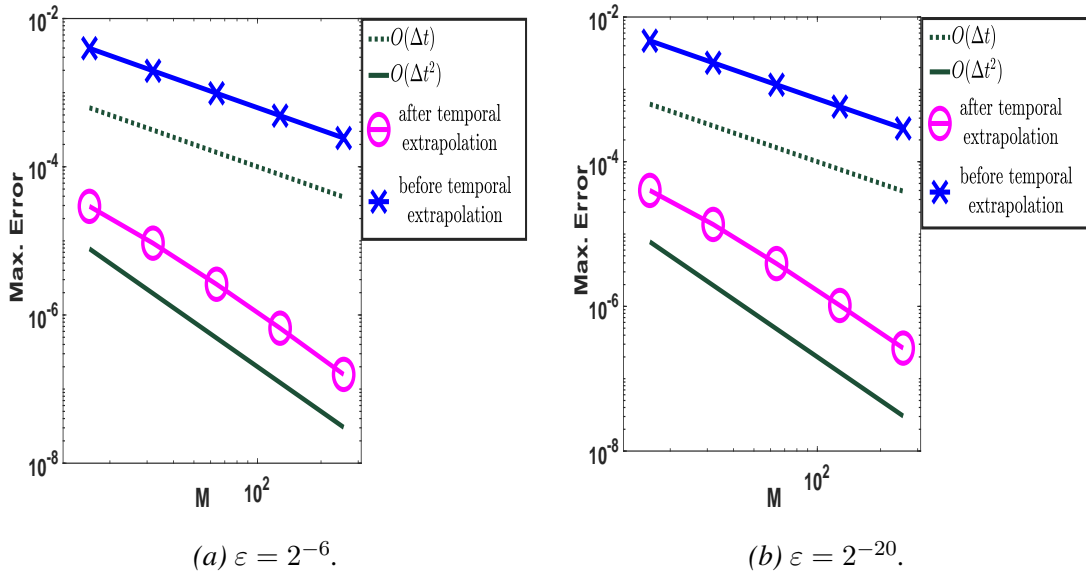 10^-2
10^-4
10^-6
10^-8
Max. Error
M
10^2
O(Δt)
O(Δt^2)
after temporal
extrapolation
before temporal
extrapolation
(a) ε = 2^-6.
10^-2
10^-4
10^-6
10^-8
Max. Error
M
10^2
O(Δt)
O(Δt^2)
after temporal
extrapolation
before temporal
extrapolation
(b) ε = 2^-20.